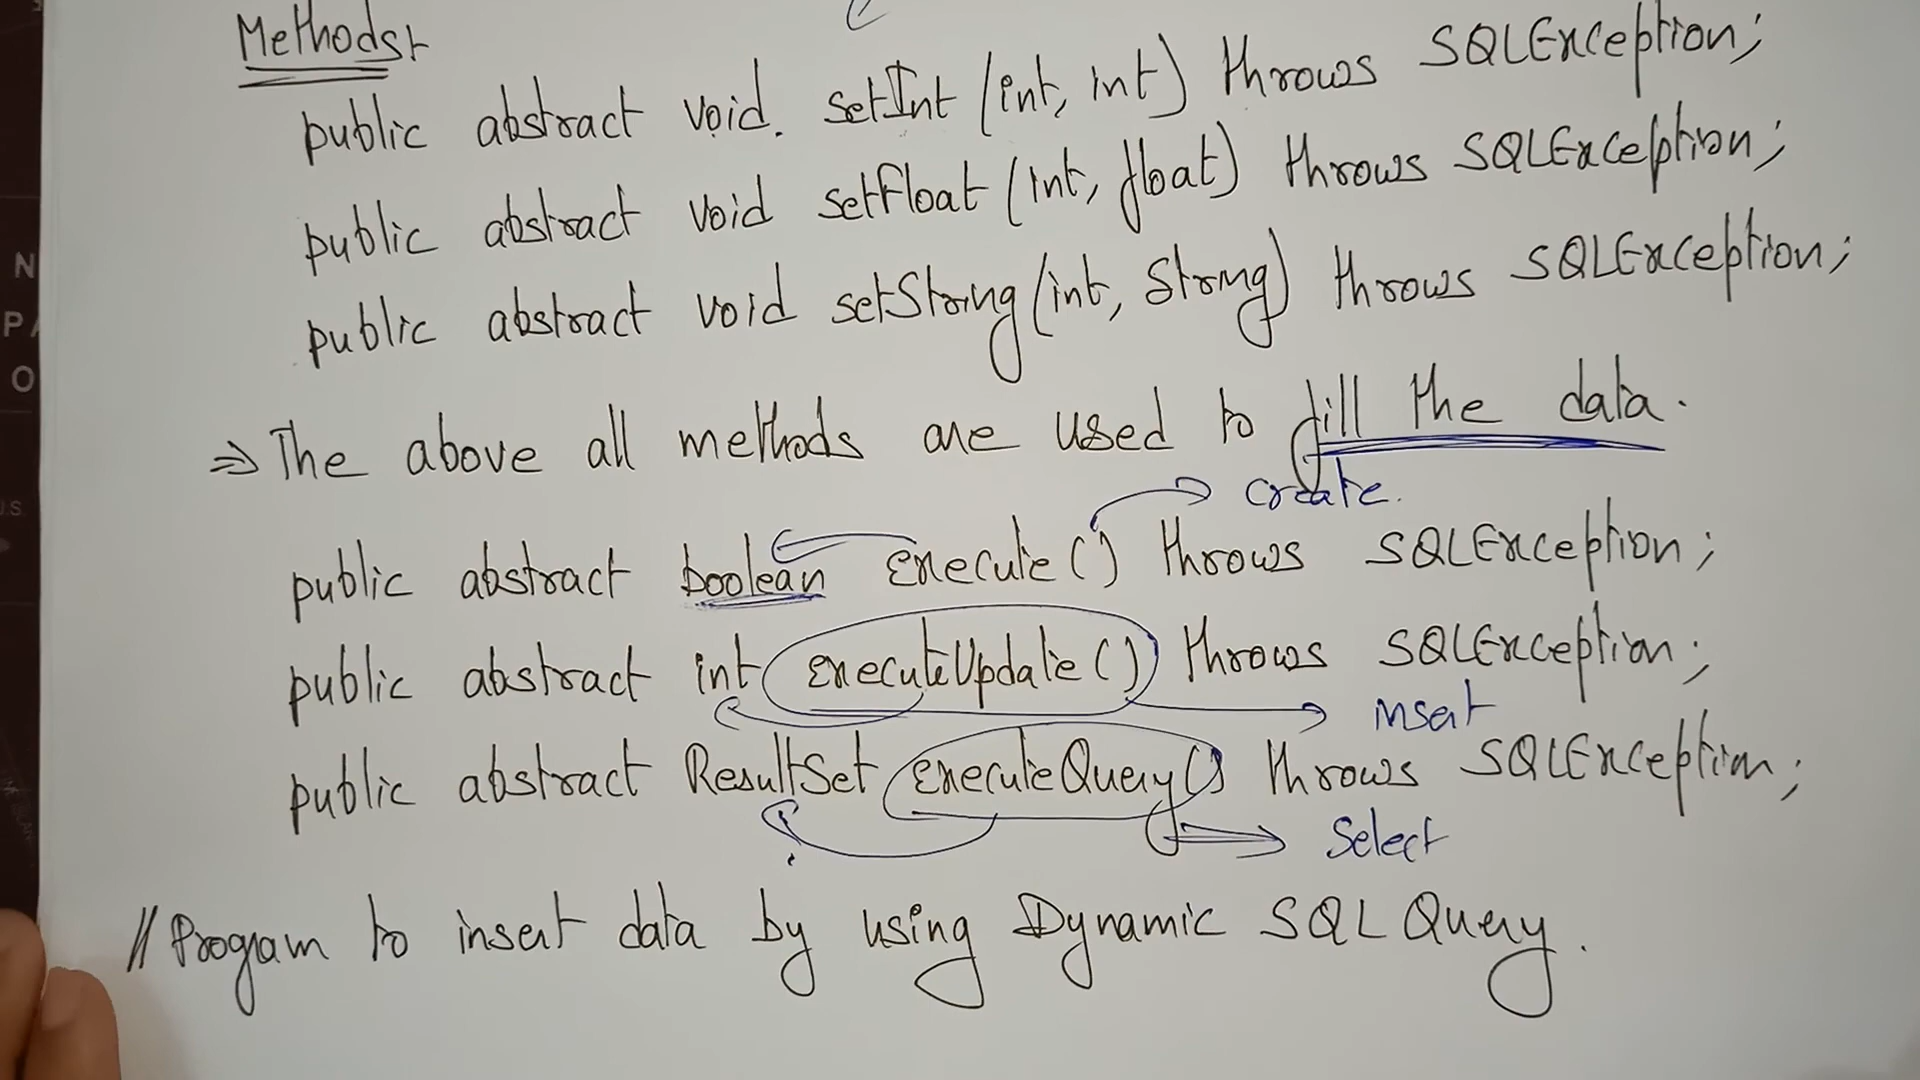 Methods:-
public abstract void. setInt (int, int) throws SQLException;
public abstract void setFloat (int, float) throws SQLException;
public abstract void setString (int, String) throws SQLException;
⇒ The above all methods are used to fill the data.
create.
public abstract boolean execute() throws SQLException;
public abstract int executeUpdate() throws SQLException;
insert
public abstract ResultSet executeQuery() throws SQLException;
Select
// Program to insert data by using Dynamic SQL Query.
N
PA
O
U.S.